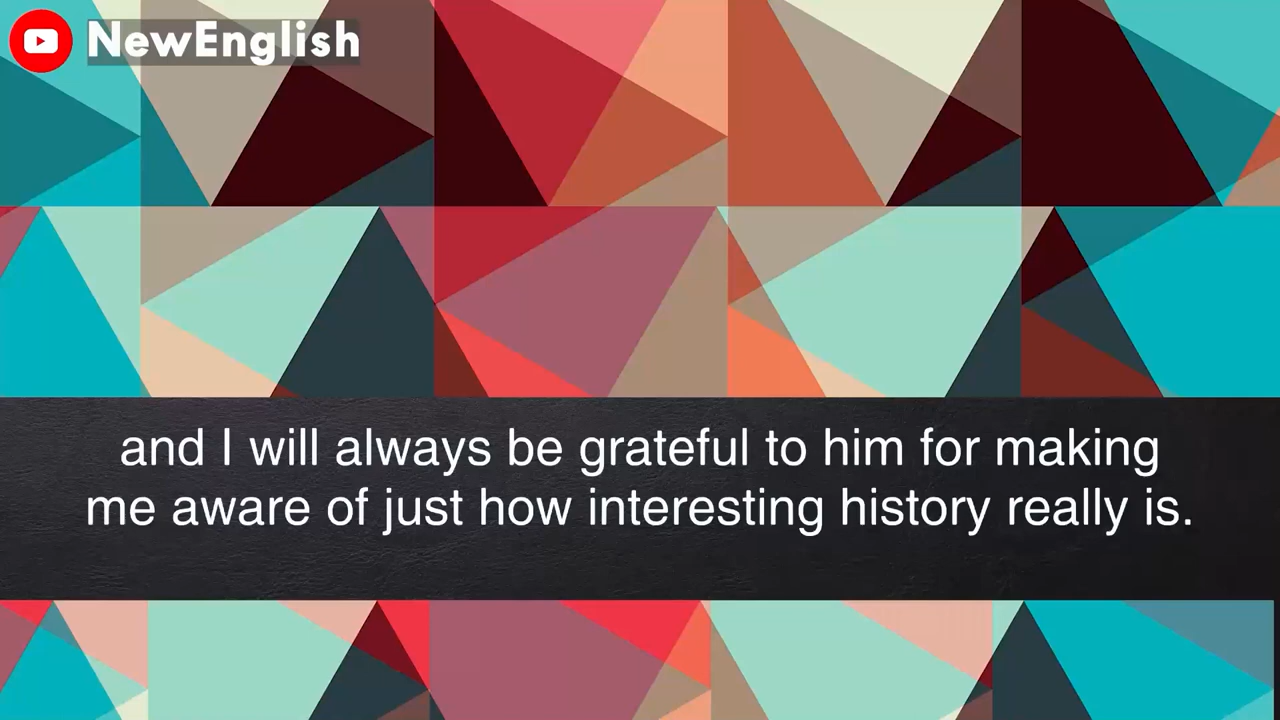 NewEnglish
and I will always be grateful to him for making
me aware of just how interesting history really is.